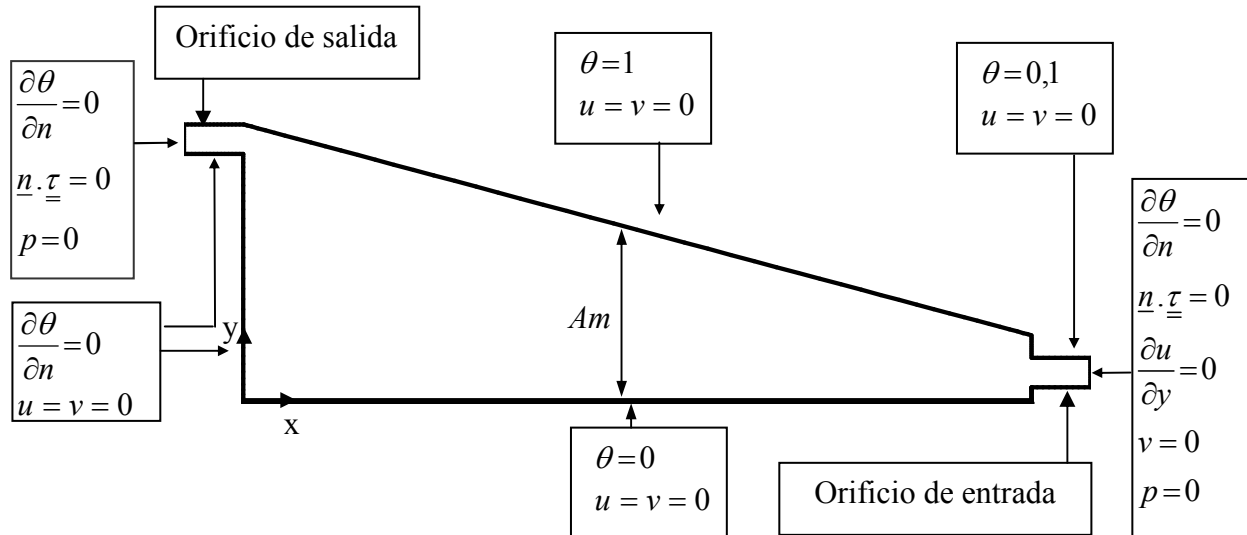 Orificio de salida
∂θ/∂n=0
n.τ=0
p=0
θ=1
u=v=0
θ=0,1
u=v=0
∂θ/∂n=0
n.τ=0
∂u/∂y=0
v=0
p=0
∂θ/∂n=0
u=v=0
y
x
Am
θ=0
u=v=0
Orificio de entrada